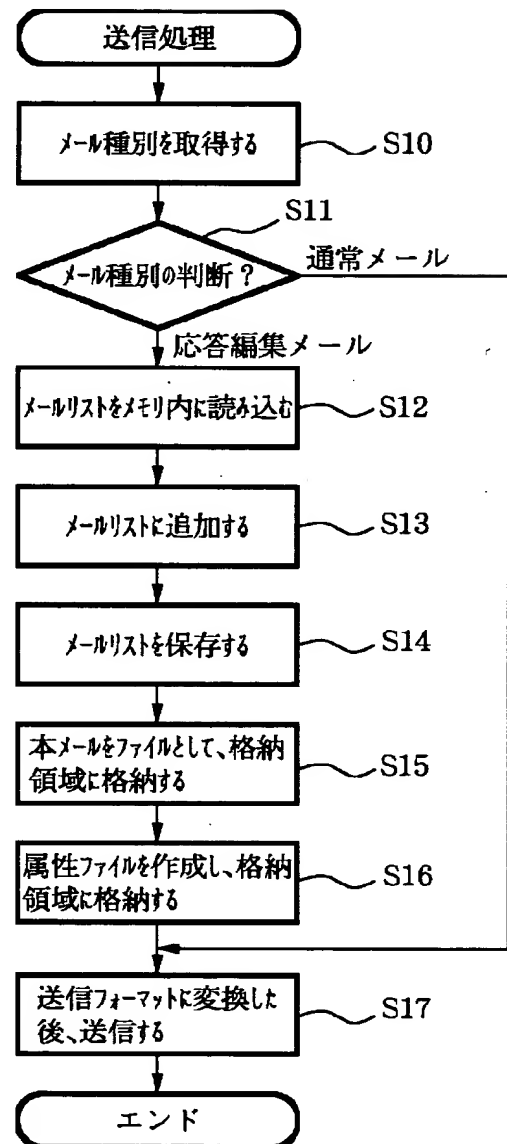 送信処理
メール種別を取得する
S10
S11
メール種別の判断？
通常メール
応答編集メール
メールリストをメモリ内に読み込む
S12
メールリストに追加する
S13
メールリストを保存する
S14
本メールをファイルとして、格納
領域に格納する
S15
属性ファイルを作成し、格納
領域に格納する
S16
送信フォーマットに変換した
後、送信する
S17
エンド